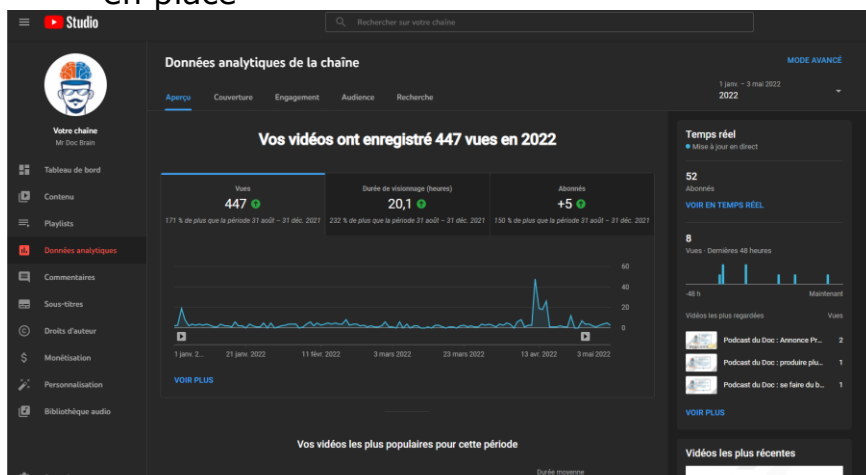 en place
Studio
Rechercher sur votre chaîne
Données analytiques de la chaîne
MODE AVANCÉ
1 janv. – 3 mai 2022
2022
Aperçu Couverture Engagement Audience Recherche
Votre chaîne
Mr Doc Brain
Tableau de bord
Contenu
Playlists
Données analytiques
Commentaires
Sous-titres
Droits d'auteur
Monétisation
Personnalisation
Bibliothèque audio
Vos vidéos ont enregistré 447 vues en 2022
Vues
447
171 % de plus que la période 31 août – 31 déc. 2021
Durée de visionnage (heures)
20,1
232 % de plus que la période 31 août – 31 déc. 2021
Abonnés
+5
150 % de plus que la période 31 août – 31 déc. 2021
60
40
20
0
1 janv. 2... 21 janv. 2022 11 févr. 2022 3 mars 2022 23 mars 2022 13 avr. 2022 3 mai 2022
VOIR PLUS
Vos vidéos les plus populaires pour cette période
Durée moyenne
Temps réel
Mise à jour en direct
52
Abonnés
VOIR EN TEMPS RÉEL
8
Vues · Dernières 48 heures
-48 h Maintenant
Vidéos les plus regardées Vues
Podcast du Doc : Annonce Pr... 2
Podcast du Doc : produire plu... 1
Podcast du Doc : se faire du b... 1
VOIR PLUS
Vidéos les plus récentes